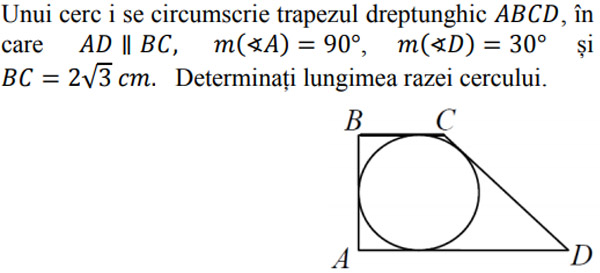 Unui cerc i se circumscrie trapezul dreptunghic ABCD, în
care AD ∥ BC, m(∢A) = 90°, m(∢D) = 30° și
BC = 2√3 cm. Determinați lungimea razei cercului.
B C
A D